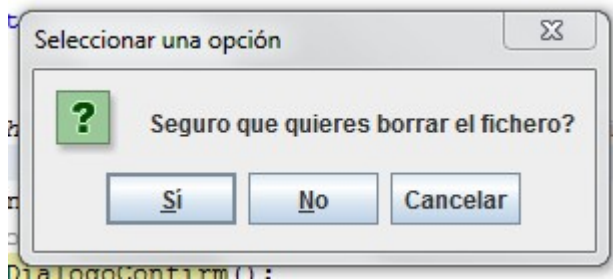 Seleccionar una opción
?
Seguro que quieres borrar el fichero?
Sí
No
Cancelar
DialogoConfirm();